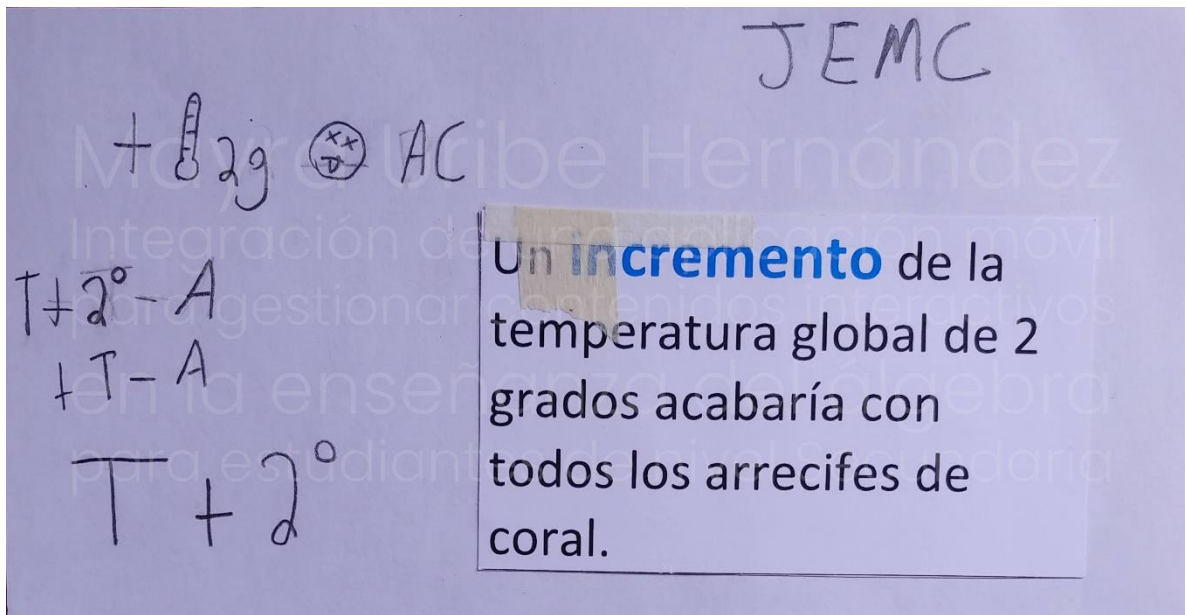 JEMC
+ 2g AC
T+2°-A
+T-A
T+2°
Un incremento de la
temperatura global de 2
grados acabaría con
todos los arrecifes de
coral.
Mayra Uribe Hernández
Integración de una aplicación móvil
para gestionar contenidos interactivos
en la enseñanza del álgebra
para estudiantes de nivel Secundaria